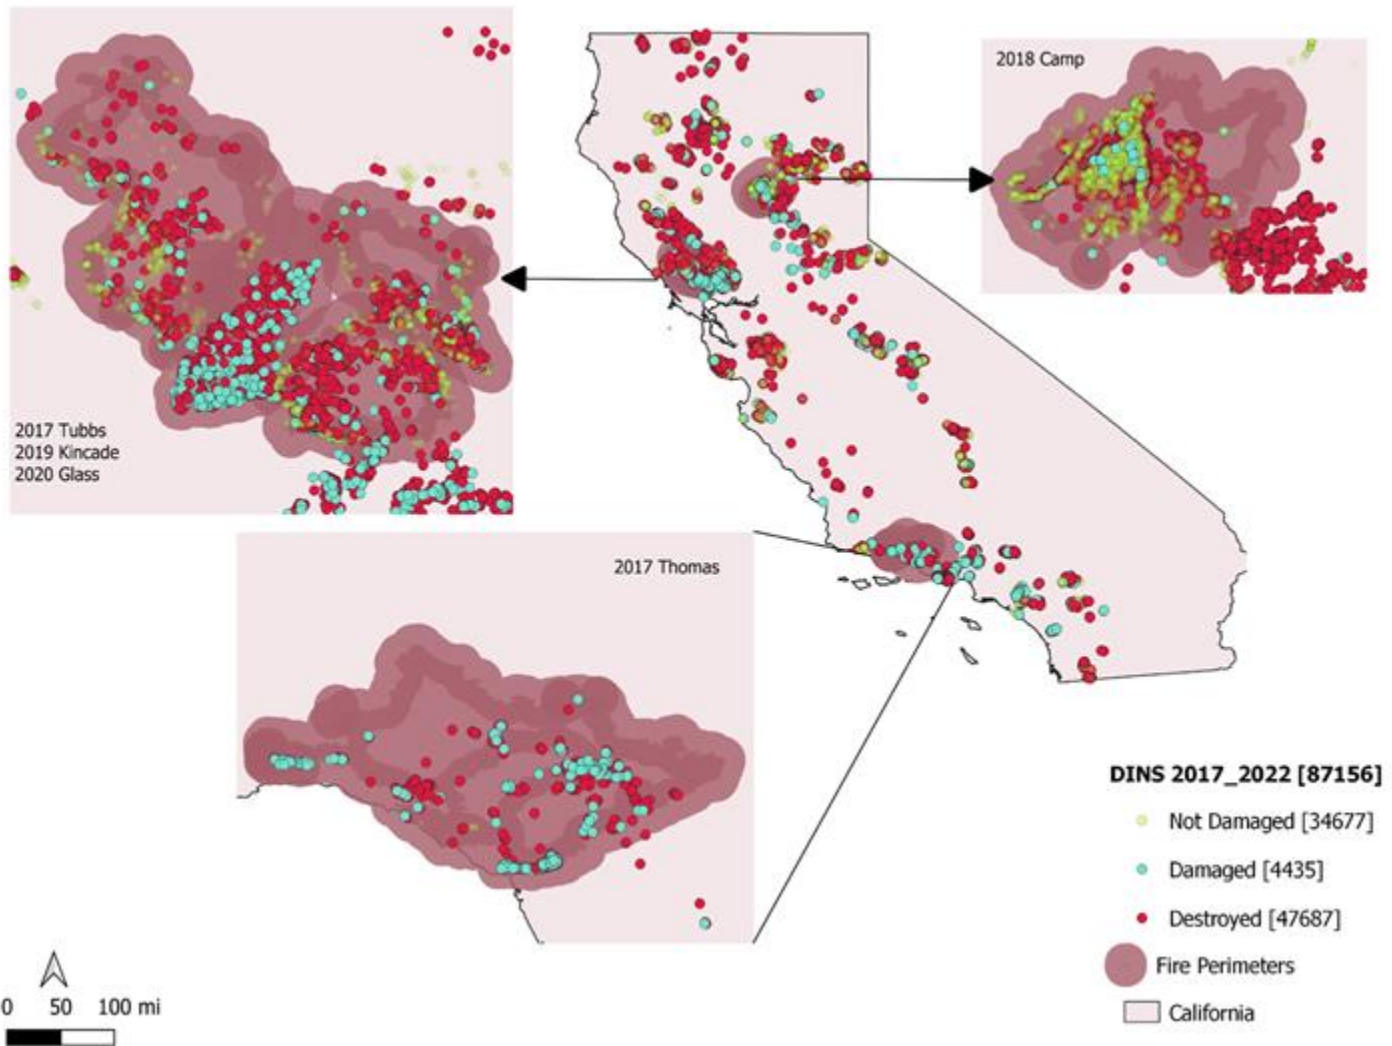 2018 Camp
2017 Tubbs
2019 Kincade
2020 Glass
2017 Thomas
DINS 2017_2022 [87156]
Not Damaged [34677]
Damaged [4435]
Destroyed [47687]
Fire Perimeters
California
0 50 100 mi